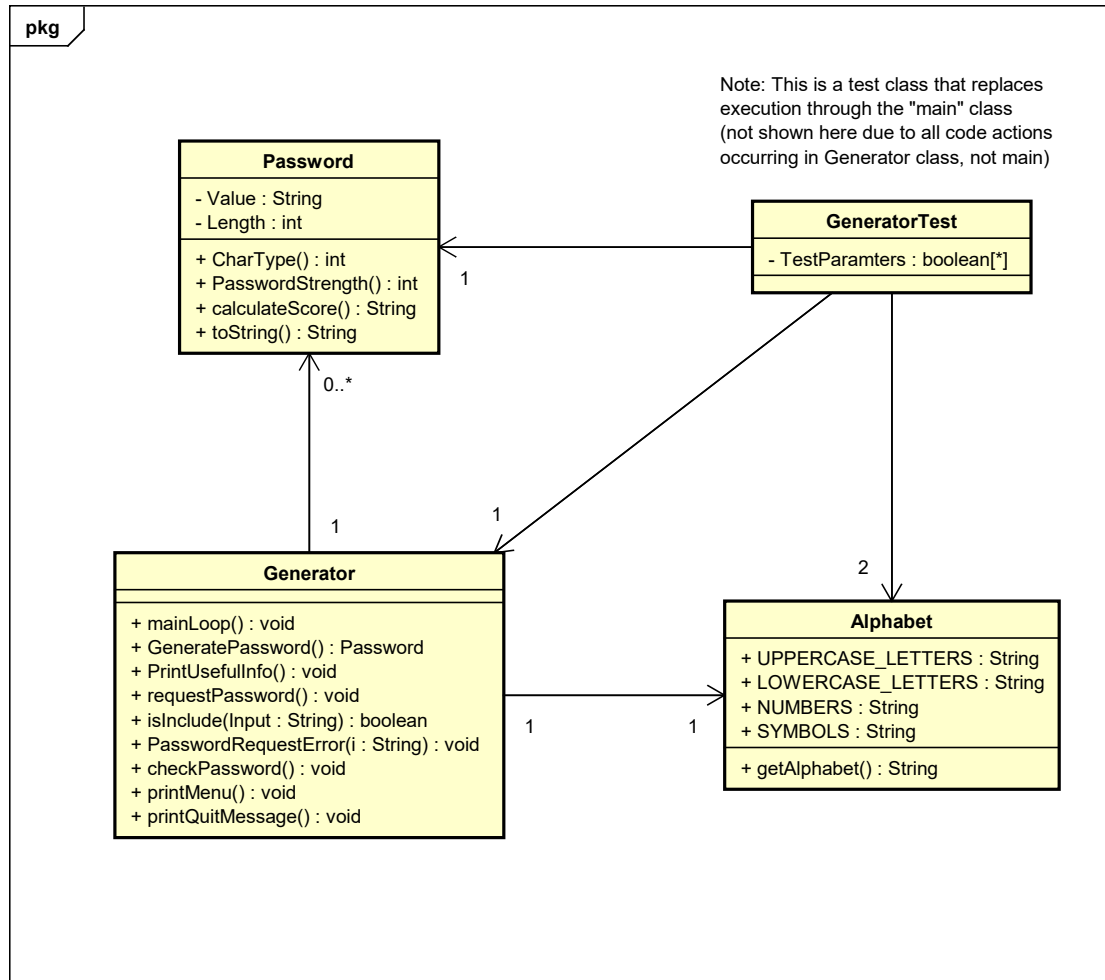 pkg
Note: This is a test class that replaces
execution through the "main" class
(not shown here due to all code actions
occurring in Generator class, not main)
Password
- Value : String
- Length : int
+ CharType() : int
+ PasswordStrength() : int
+ calculateScore() : String
+ toString() : String
GeneratorTest
- TestParamters : boolean[*]
1
0..*
1
1
2
Generator
+ mainLoop() : void
+ GeneratePassword() : Password
+ PrintUsefulInfo() : void
+ requestPassword() : void
+ isInclude(Input : String) : boolean
+ PasswordRequestError(i : String) : void
+ checkPassword() : void
+ printMenu() : void
+ printQuitMessage() : void
1
1
Alphabet
+ UPPERCASE_LETTERS : String
+ LOWERCASE_LETTERS : String
+ NUMBERS : String
+ SYMBOLS : String
+ getAlphabet() : String